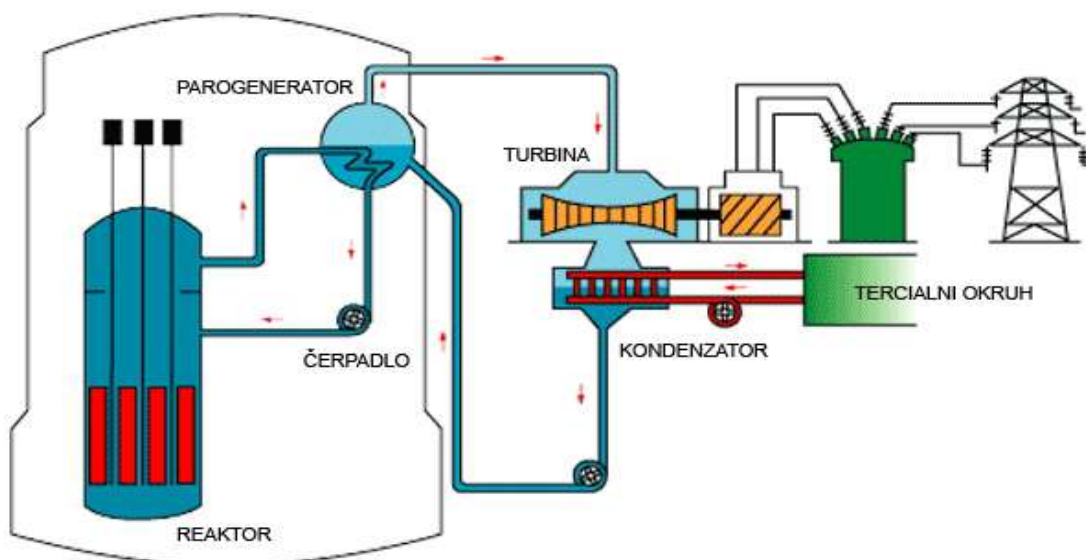 PAROGENERATOR
TURBINA
TERCIALNI OKRUH
ČERPADLO
KONDENZATOR
REAKTOR